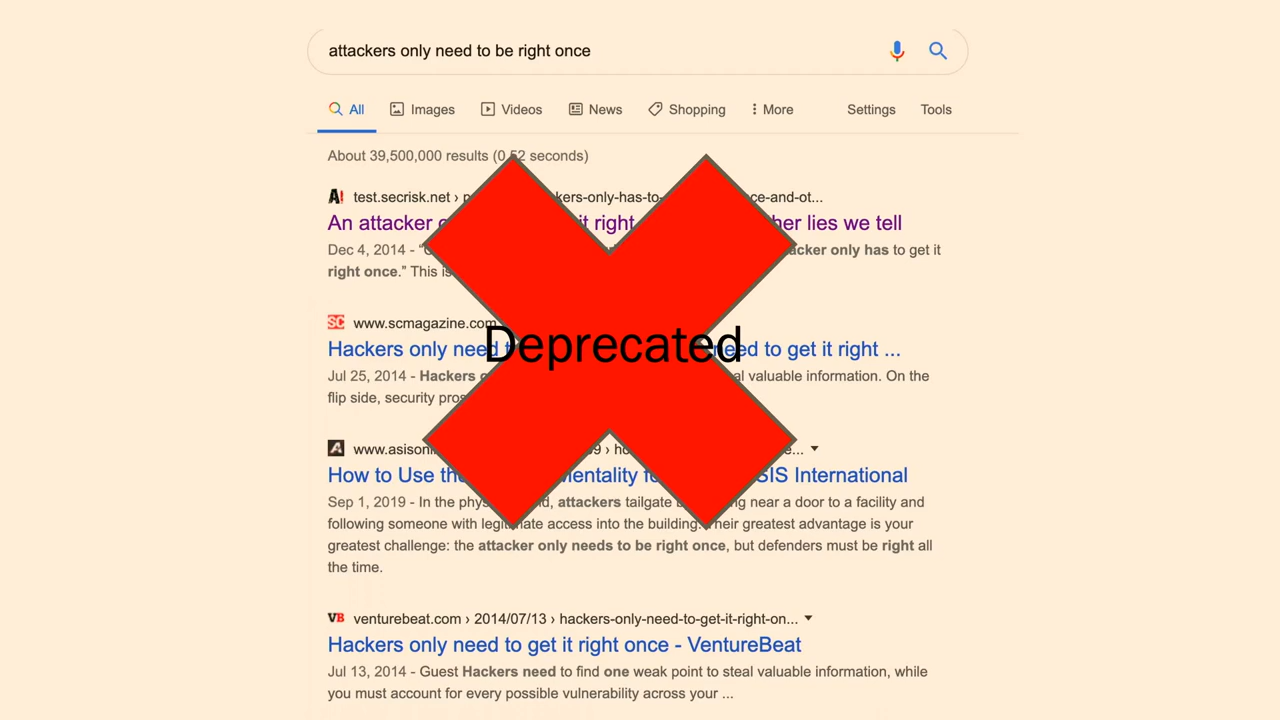 attackers only need to be right once
All Images Videos News Shopping More Settings Tools
About 39,500,000 results (0. 2 seconds)
A! test.secrisk.net › p kers-only-has-to- ce-and-ot...
An attacker it right her lies we tell
Dec 4, 2014 - acker only has to get it
right once.” This is
SC www.scmagazine.com
Hackers only need need to get it right ...
Deprecated
Jul 25, 2014 - Hackers al valuable information. On the
flip side, security pros
www.asison 9 › ho e...
How to Use the Mentality SIS International
Sep 1, 2019 - In the phys d, attackers tailgate ng near a door to a facility and
following someone with legitimate access into the building. Their greatest advantage is your
greatest challenge: the attacker only needs to be right once, but defenders must be right all
the time.
VB venturebeat.com › 2014/07/13 › hackers-only-need-to-get-it-right-on...
Hackers only need to get it right once - VentureBeat
Jul 13, 2014 - Guest Hackers need to find one weak point to steal valuable information, while
you must account for every possible vulnerability across your ...